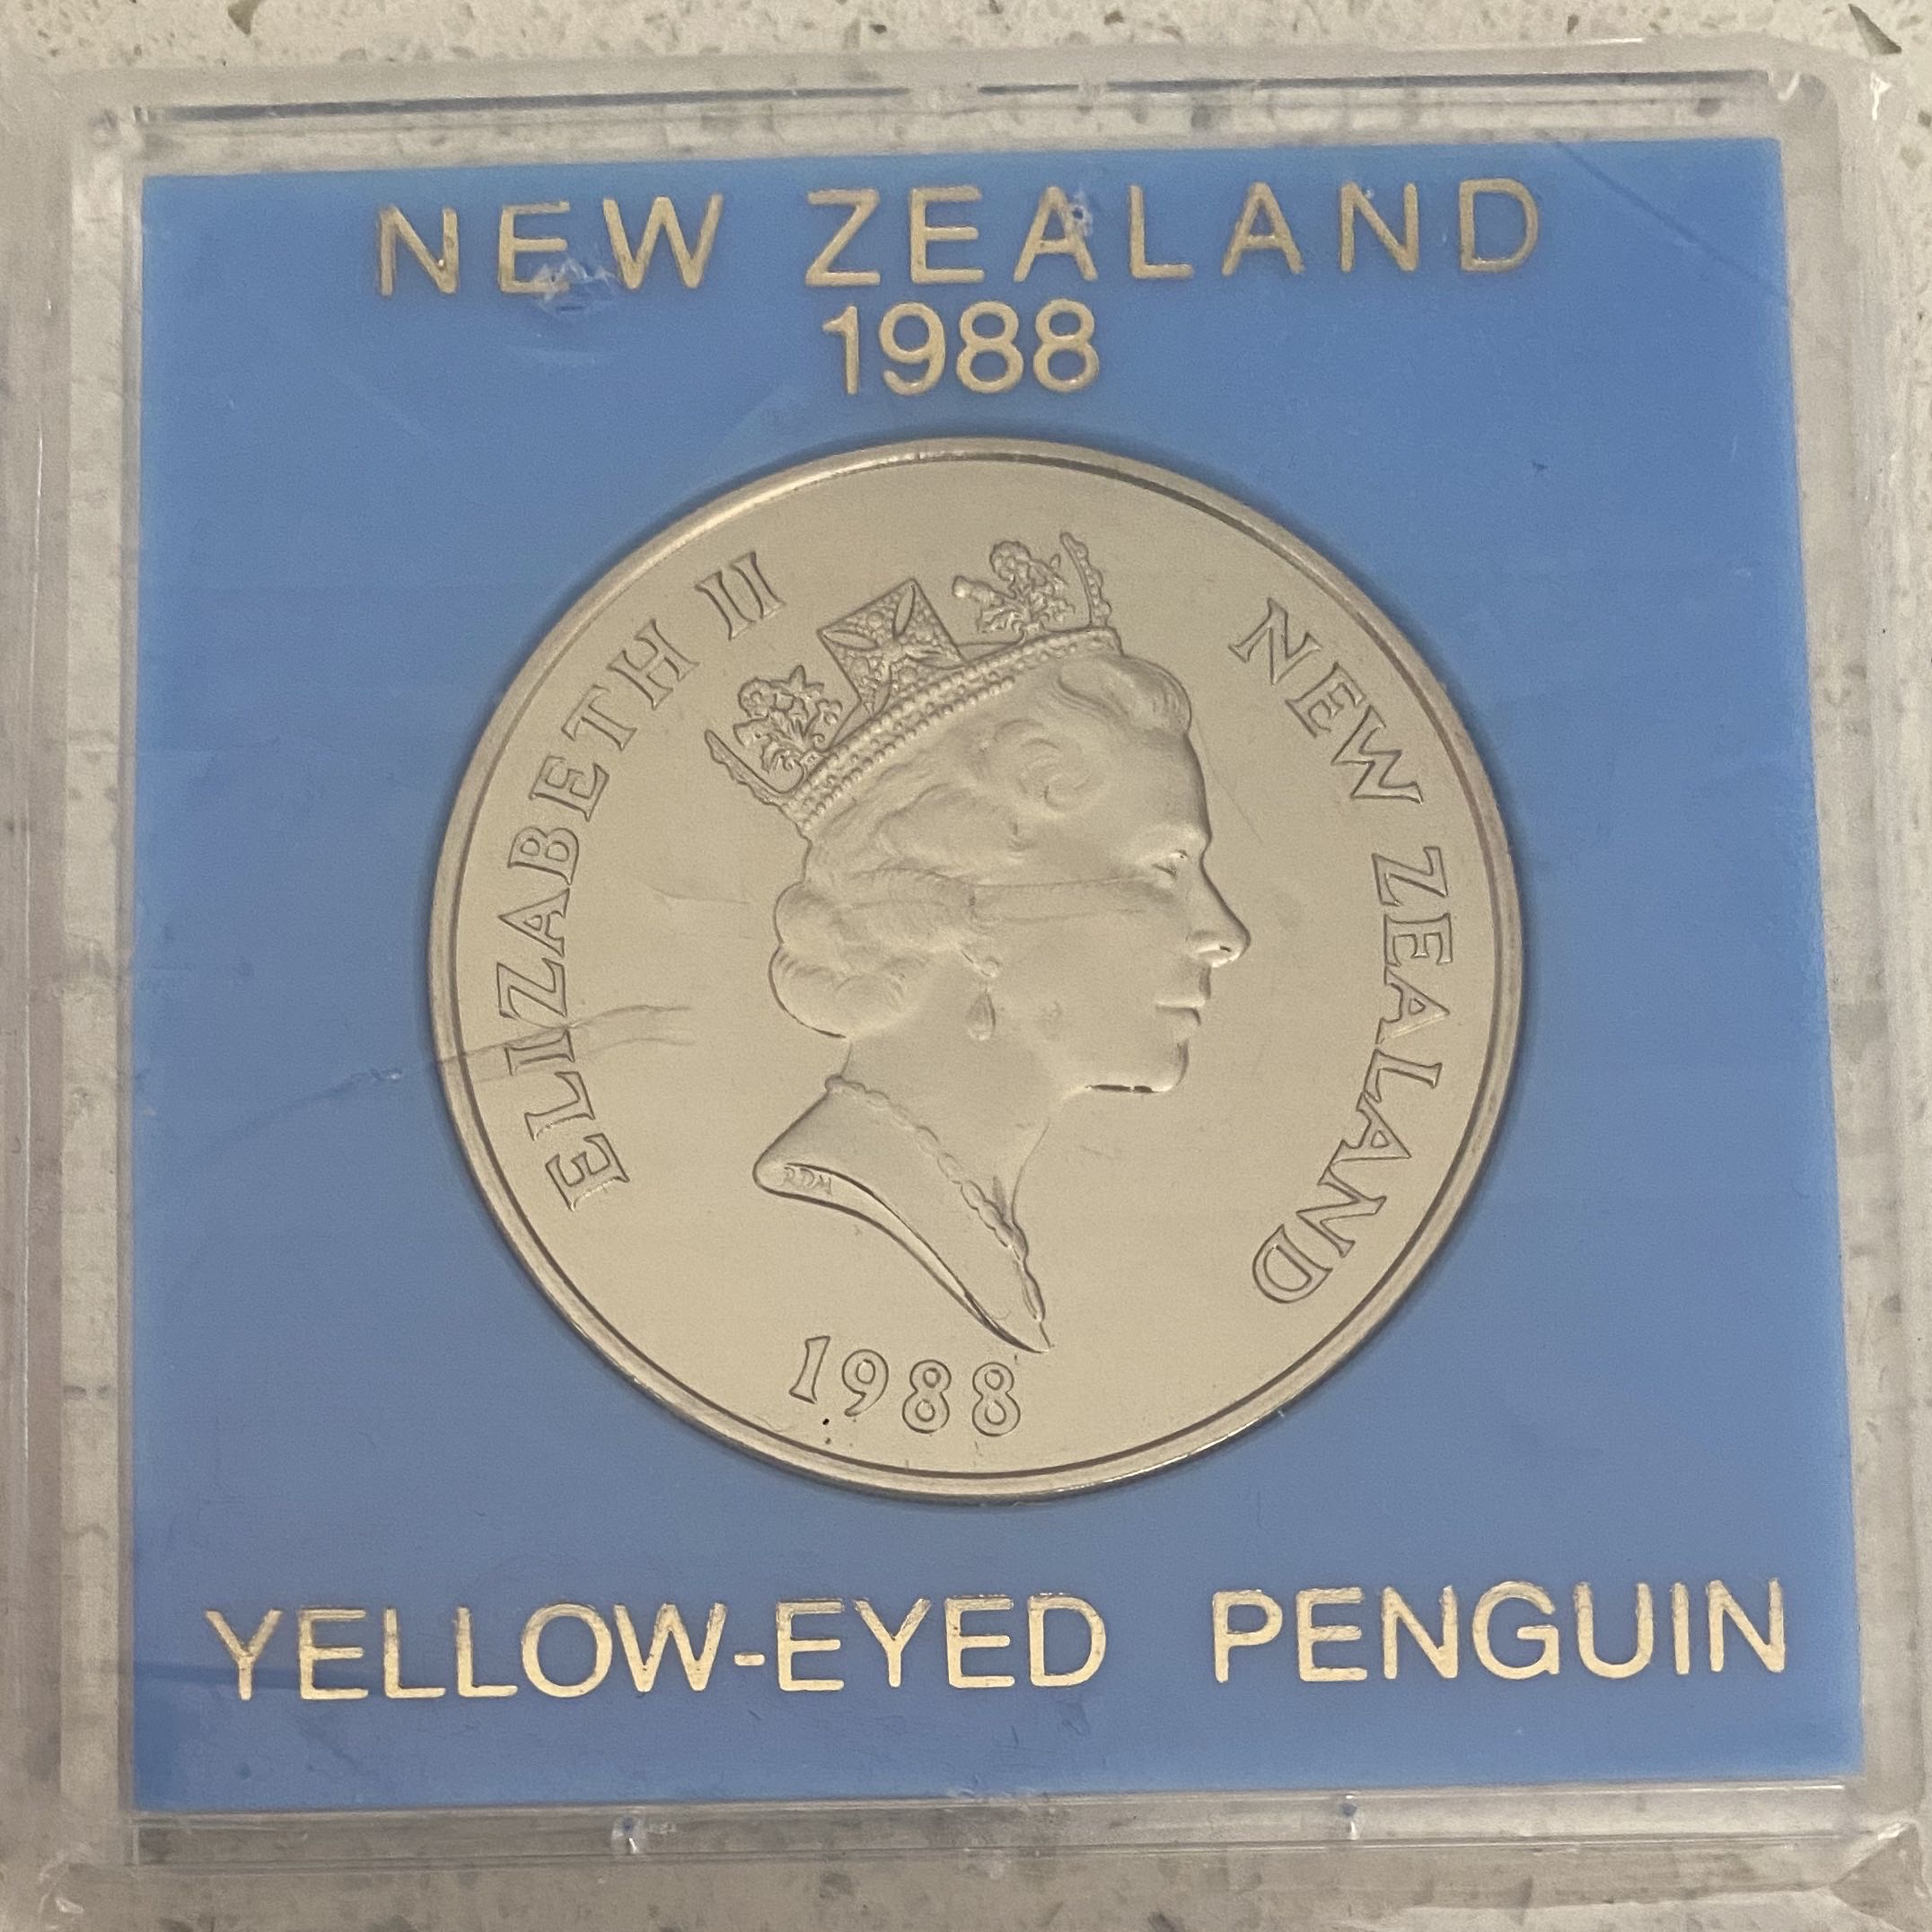 NEW ZEALAND
1988
ELIZABETH II
NEW ZEALAND
RDM
1988
YELLOW-EYED PENGUIN